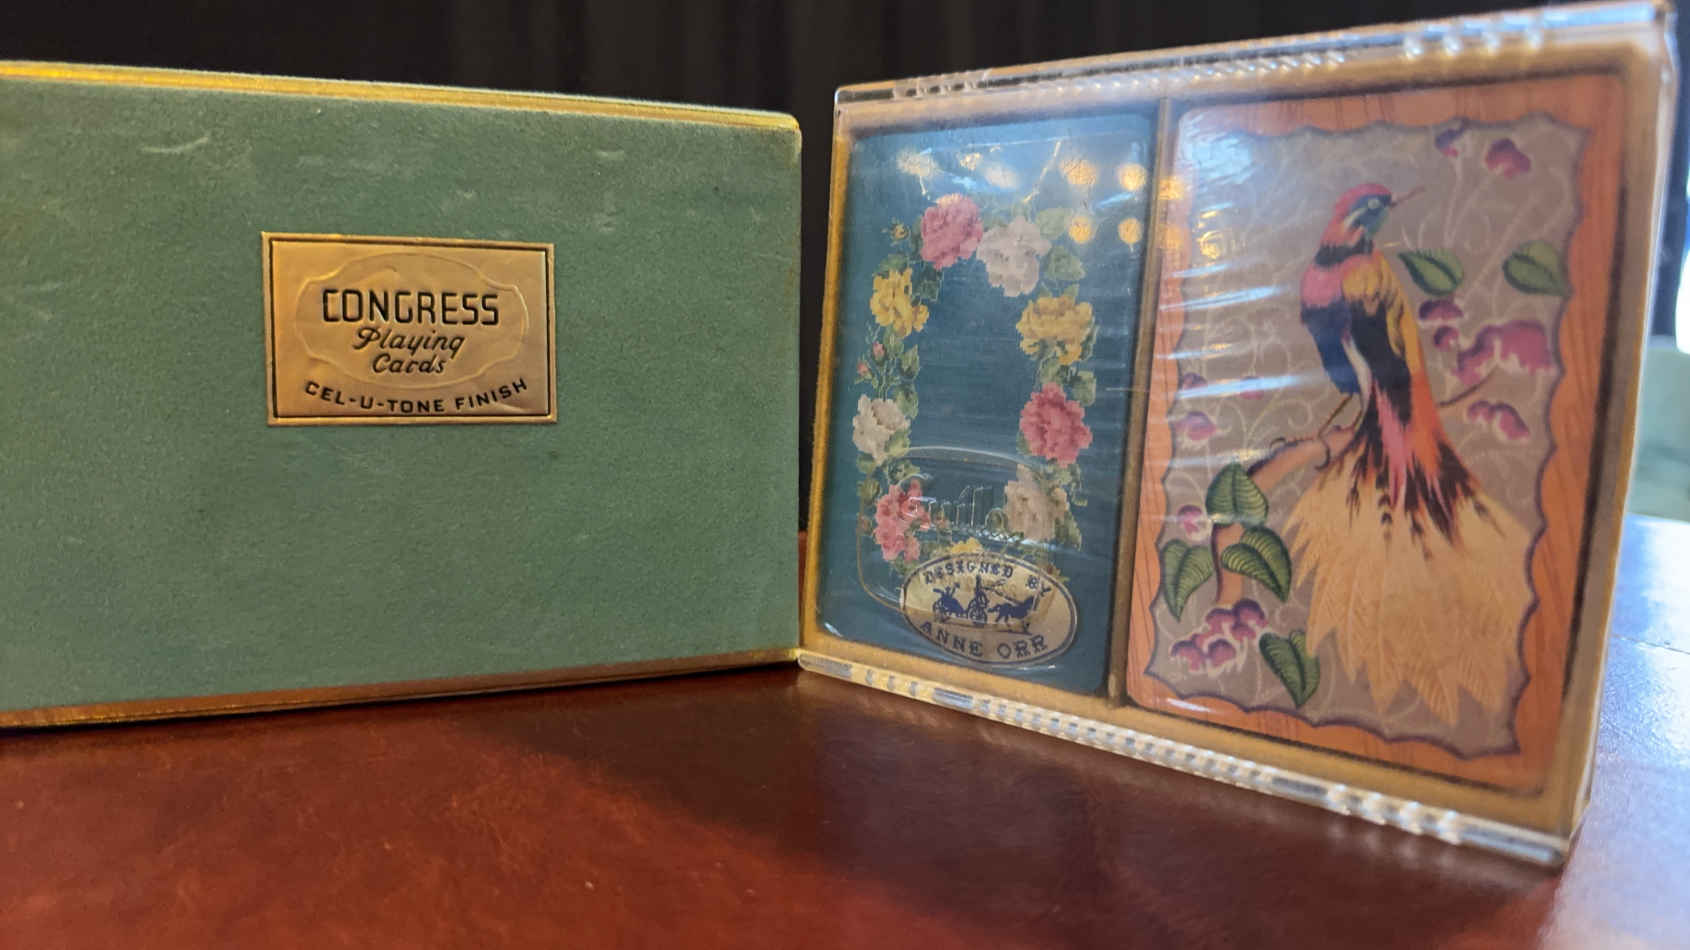 CONGRESS
Playing
Cards
CEL-U-TONE FINISH
DESIGNED BY
ANNE ORR